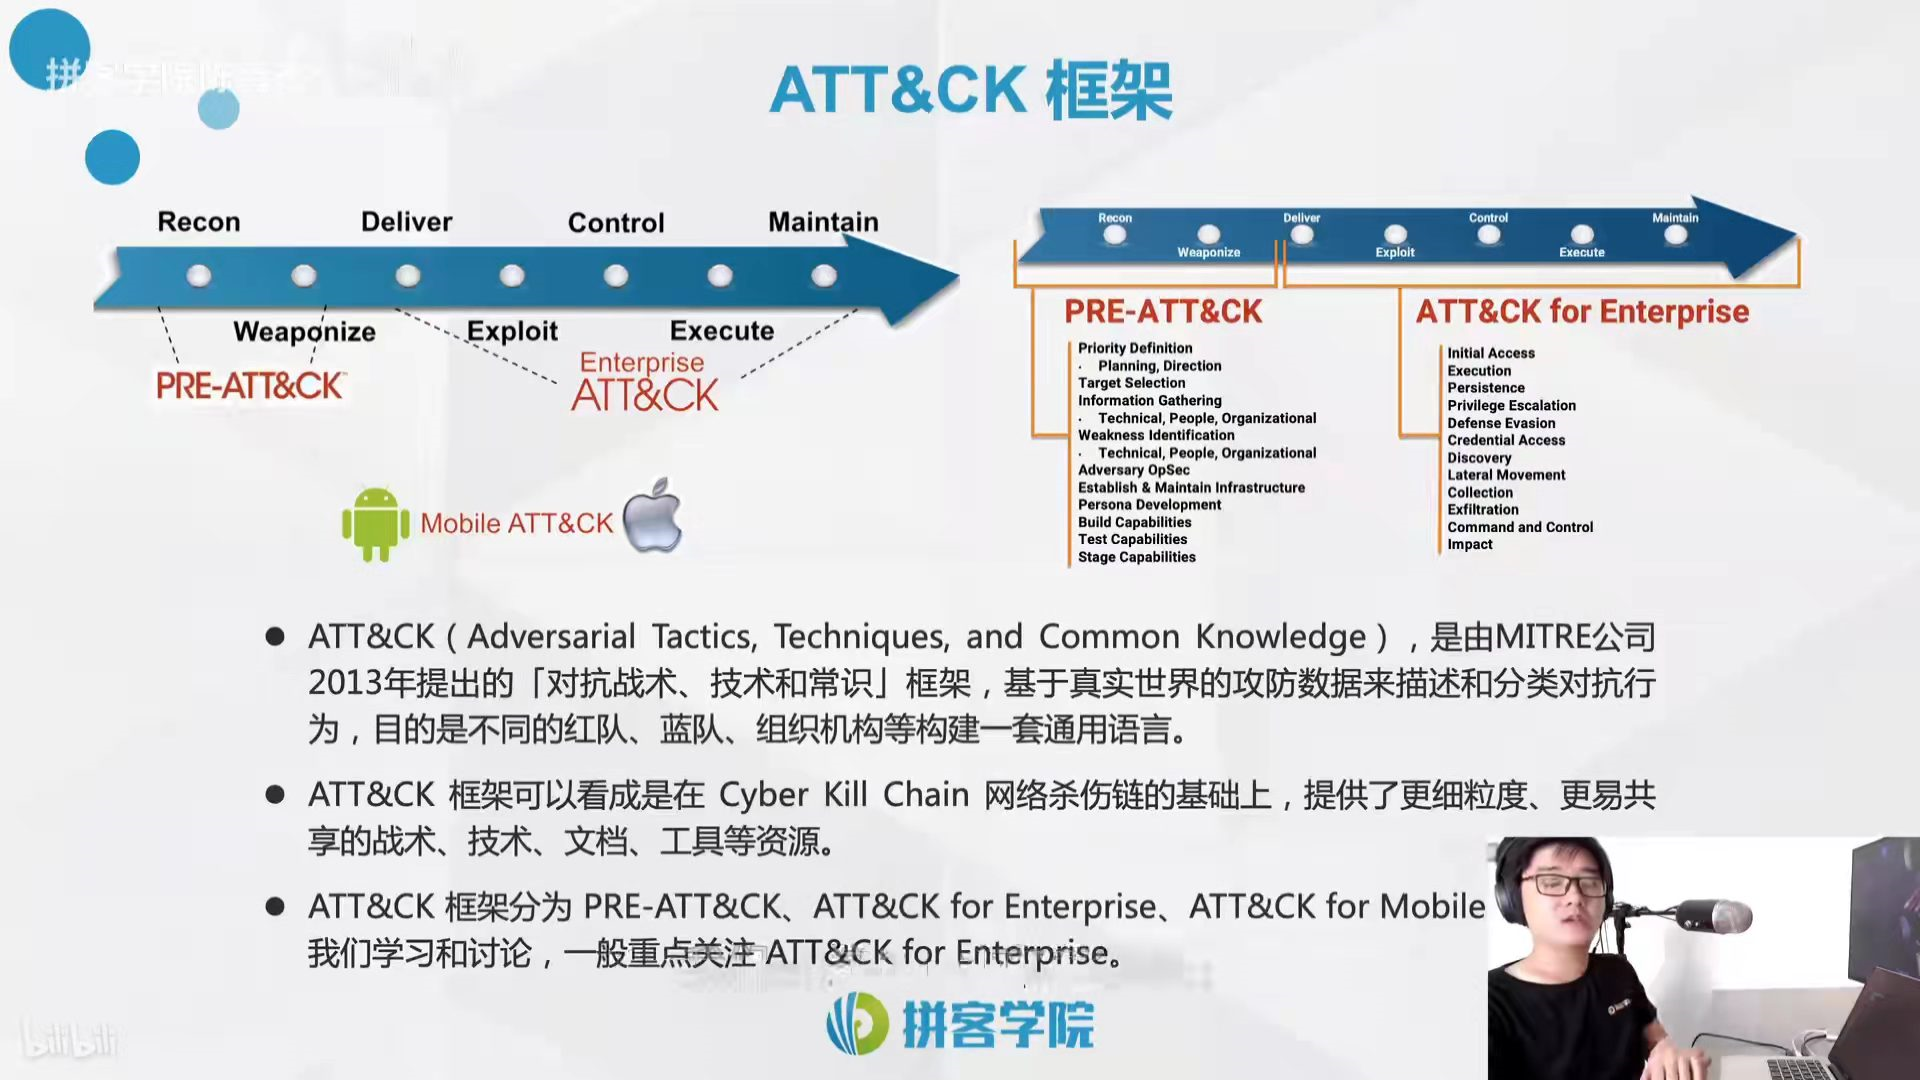 ATT&CK 框架
Recon
Deliver
Control
Maintain
Weaponize
Exploit
Execute
PRE-ATT&CK
Enterprise
ATT&CK
Mobile ATT&CK
Recon
Deliver
Control
Maintain
Weaponize
Exploit
Execute
PRE-ATT&CK
Priority Definition
· Planning, Direction
Target Selection
Information Gathering
· Technical, People, Organizational
Weakness Identification
· Technical, People, Organizational
Adversary OpSec
Establish & Maintain Infrastructure
Persona Development
Build Capabilities
Test Capabilities
Stage Capabilities
ATT&CK for Enterprise
Initial Access
Execution
Persistence
Privilege Escalation
Defense Evasion
Credential Access
Discovery
Lateral Movement
Collection
Exfiltration
Command and Control
Impact
● ATT&CK（Adversarial Tactics, Techniques, and Common Knowledge），是由MITRE公司
2013年提出的「对抗战术、技术和常识」框架，基于真实世界的攻防数据来描述和分类对抗行
为，目的是不同的红队、蓝队、组织机构等构建一套通用语言。
● ATT&CK 框架可以看成是在 Cyber Kill Chain 网络杀伤链的基础上，提供了更细粒度、更易共
享的战术、技术、文档、工具等资源。
● ATT&CK 框架分为 PRE-ATT&CK、ATT&CK for Enterprise、ATT&CK for Mobile
我们学习和讨论，一般重点关注 ATT&CK for Enterprise。
拼客学院
bilibili